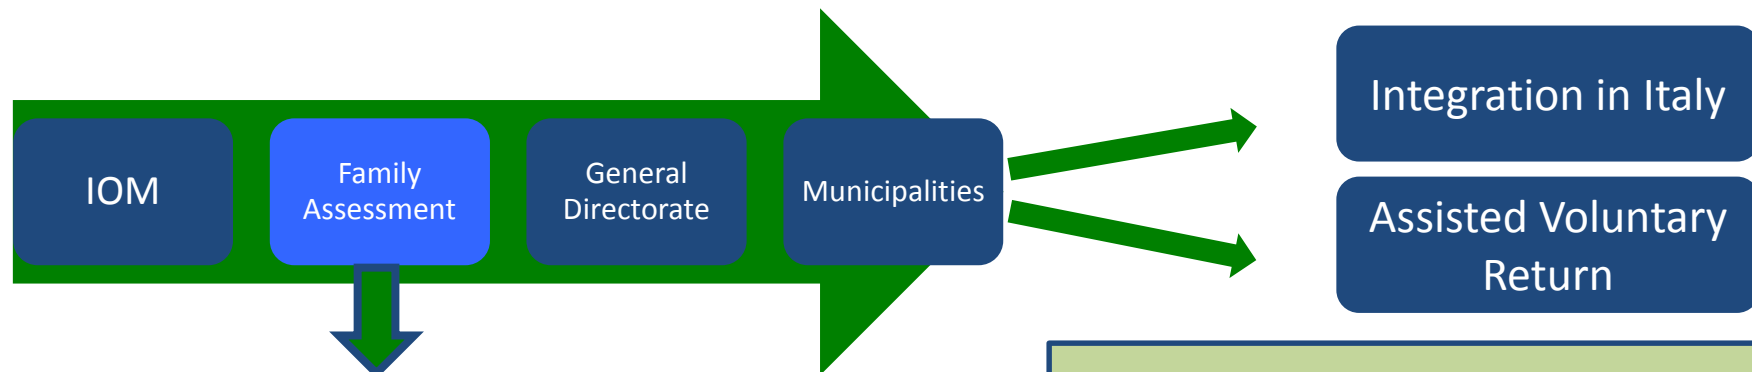 IOM
Family
Assessment
General
Directorate
Municipalities
Integration in Italy
Assisted Voluntary
Return